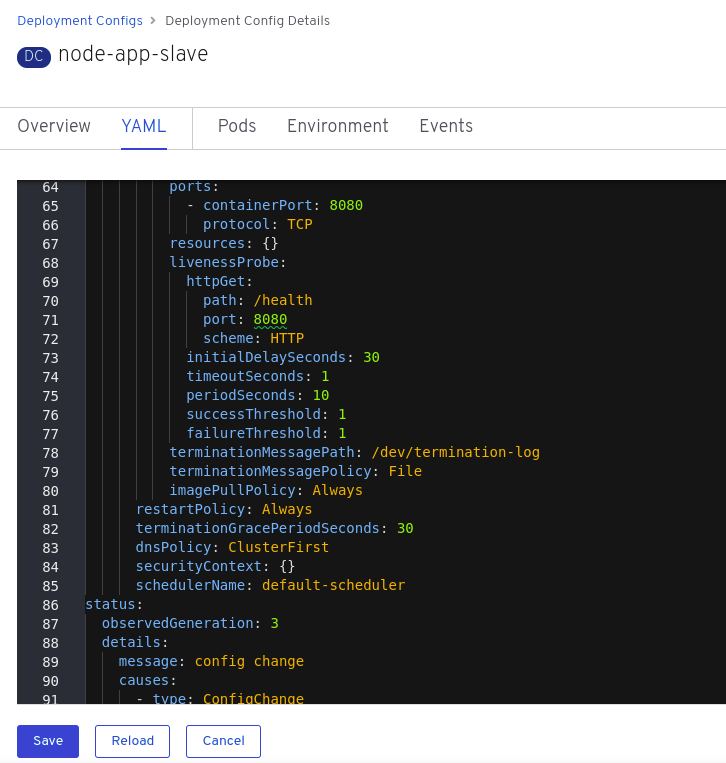 Deployment Configs > Deployment Config Details
DC node-app-slave
Overview YAML Pods Environment Events
64 ports:
65 - containerPort: 8080
66 protocol: TCP
67 resources: {}
68 livenessProbe:
69 httpGet:
70 path: /health
71 port: 8080
72 scheme: HTTP
73 initialDelaySeconds: 30
74 timeoutSeconds: 1
75 periodSeconds: 10
76 successThreshold: 1
77 failureThreshold: 1
78 terminationMessagePath: /dev/termination-log
79 terminationMessagePolicy: File
80 imagePullPolicy: Always
81 restartPolicy: Always
82 terminationGracePeriodSeconds: 30
83 dnsPolicy: ClusterFirst
84 securityContext: {}
85 schedulerName: default-scheduler
86 status:
87 observedGeneration: 3
88 details:
89 message: config change
90 causes:
91 - type: ConfigChange
Save Reload Cancel